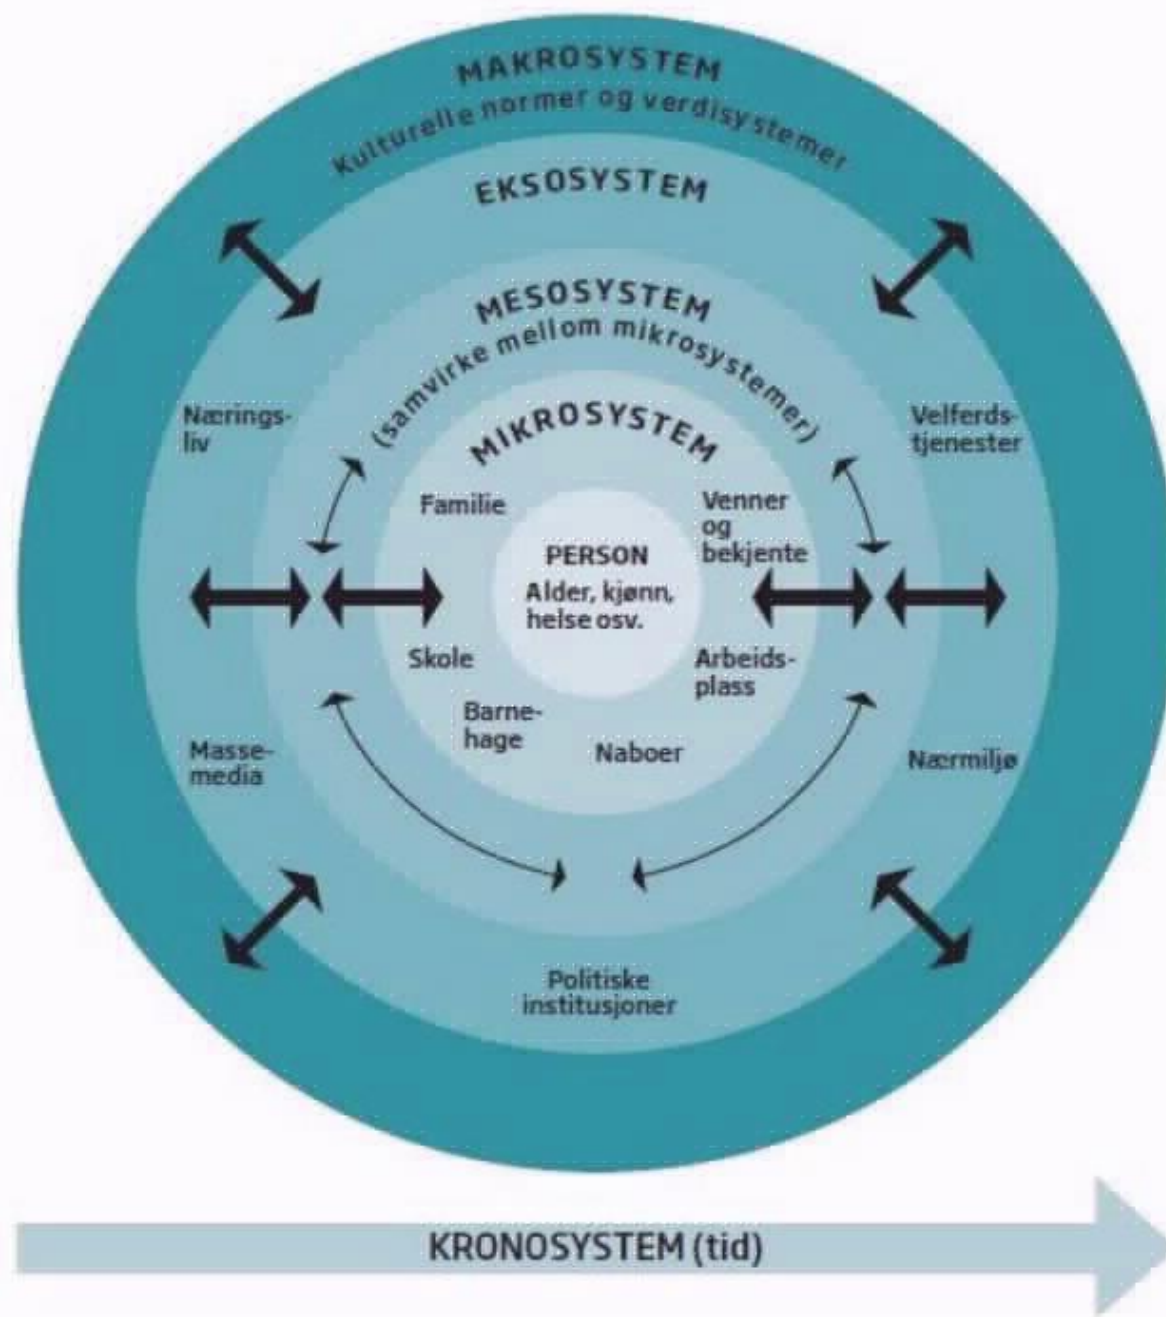 MAKROSYSTEM
Kulturelle normer og verdisystemer
EKSOSYSTEM
MESOSYSTEM
(samvirke mellom mikrosystemer)
MIKROSYSTEM
Nærings-
liv
Velferds-
tjenester
Familie
Venner
og
bekjente
PERSON
Alder, kjønn,
helse osv.
Skole
Arbeids-
plass
Barne-
hage
Naboer
Masse-
media
Nærmiljø
Politiske
institusjoner
KRONOSYSTEM (tid)